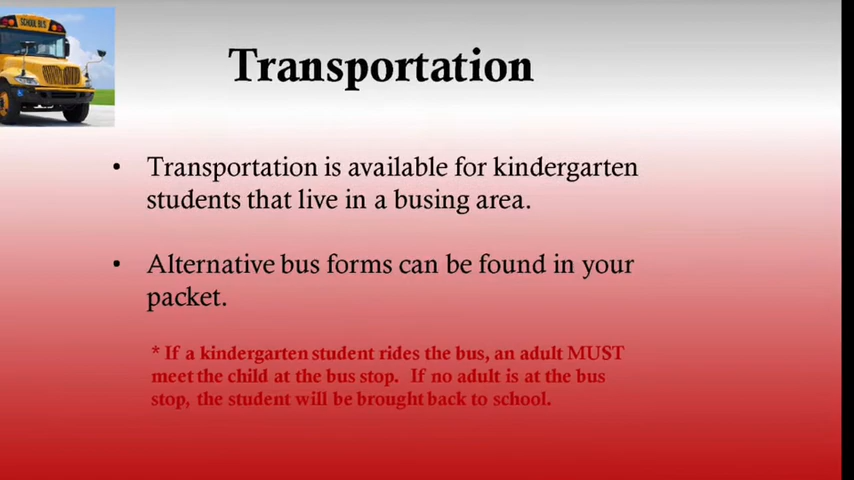 SCHOOL BUS
Transportation
• Transportation is available for kindergarten
students that live in a busing area.
• Alternative bus forms can be found in your
packet.
* If a kindergarten student rides the bus, an adult MUST
meet the child at the bus stop. If no adult is at the bus
stop, the student will be brought back to school.